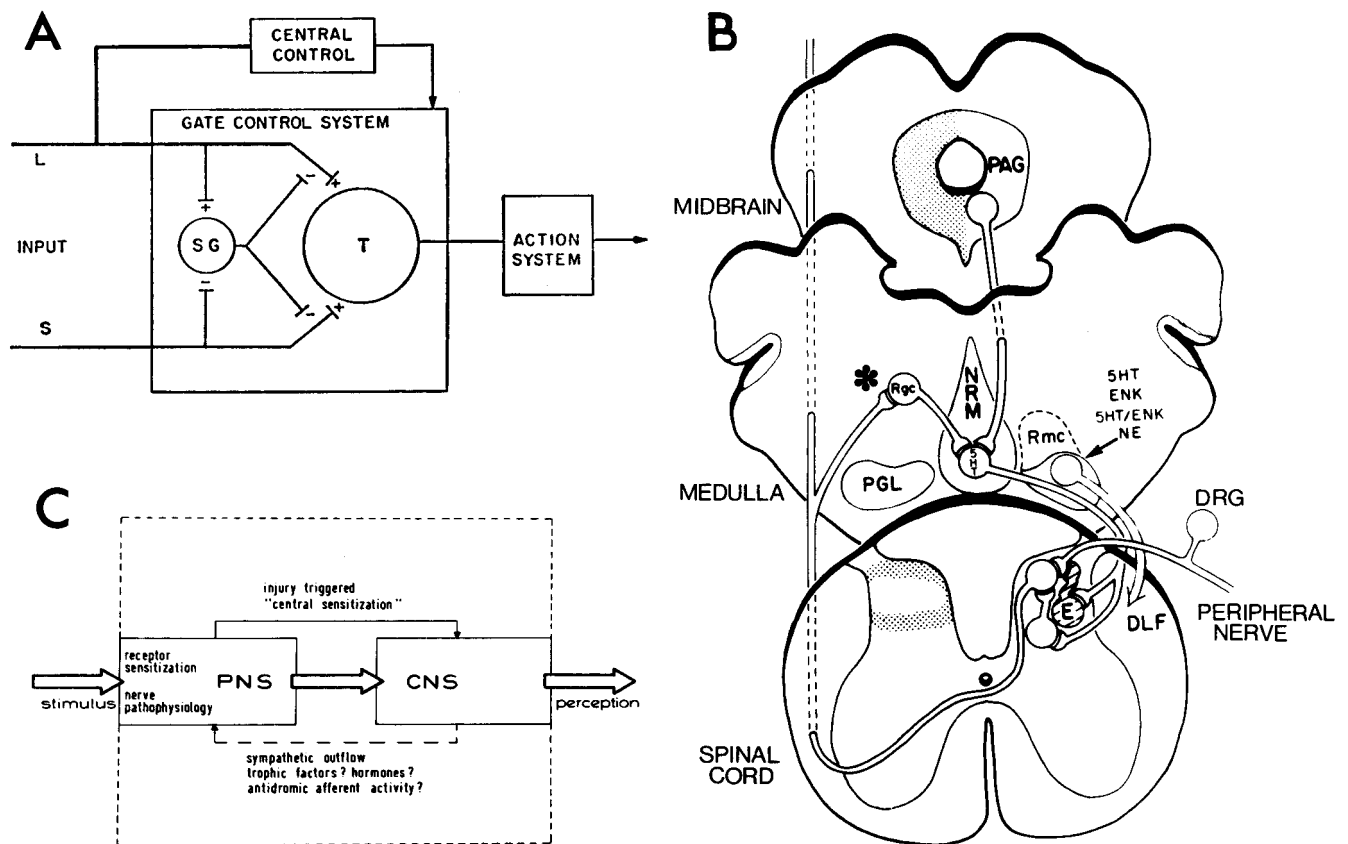 A
CENTRAL
CONTROL
GATE CONTROL SYSTEM
L
+
-
+
INPUT
SG
T
ACTION
SYSTEM
-
-
+
S
B
PAG
MIDBRAIN
*
Rgc
NRM
5HT
ENK
5HT/ENK
NE
Rmc
5HT
PGL
MEDULLA
DRG
E
DLF
PERIPHERAL
NERVE
SPINAL
CORD
C
injury triggered
"central sensitization"
receptor
sensitization
PNS
CNS
nerve
pathophysiology
stimulus
perception
sympathetic outflow
trophic factors? hormones?
antidromic afferent activity?